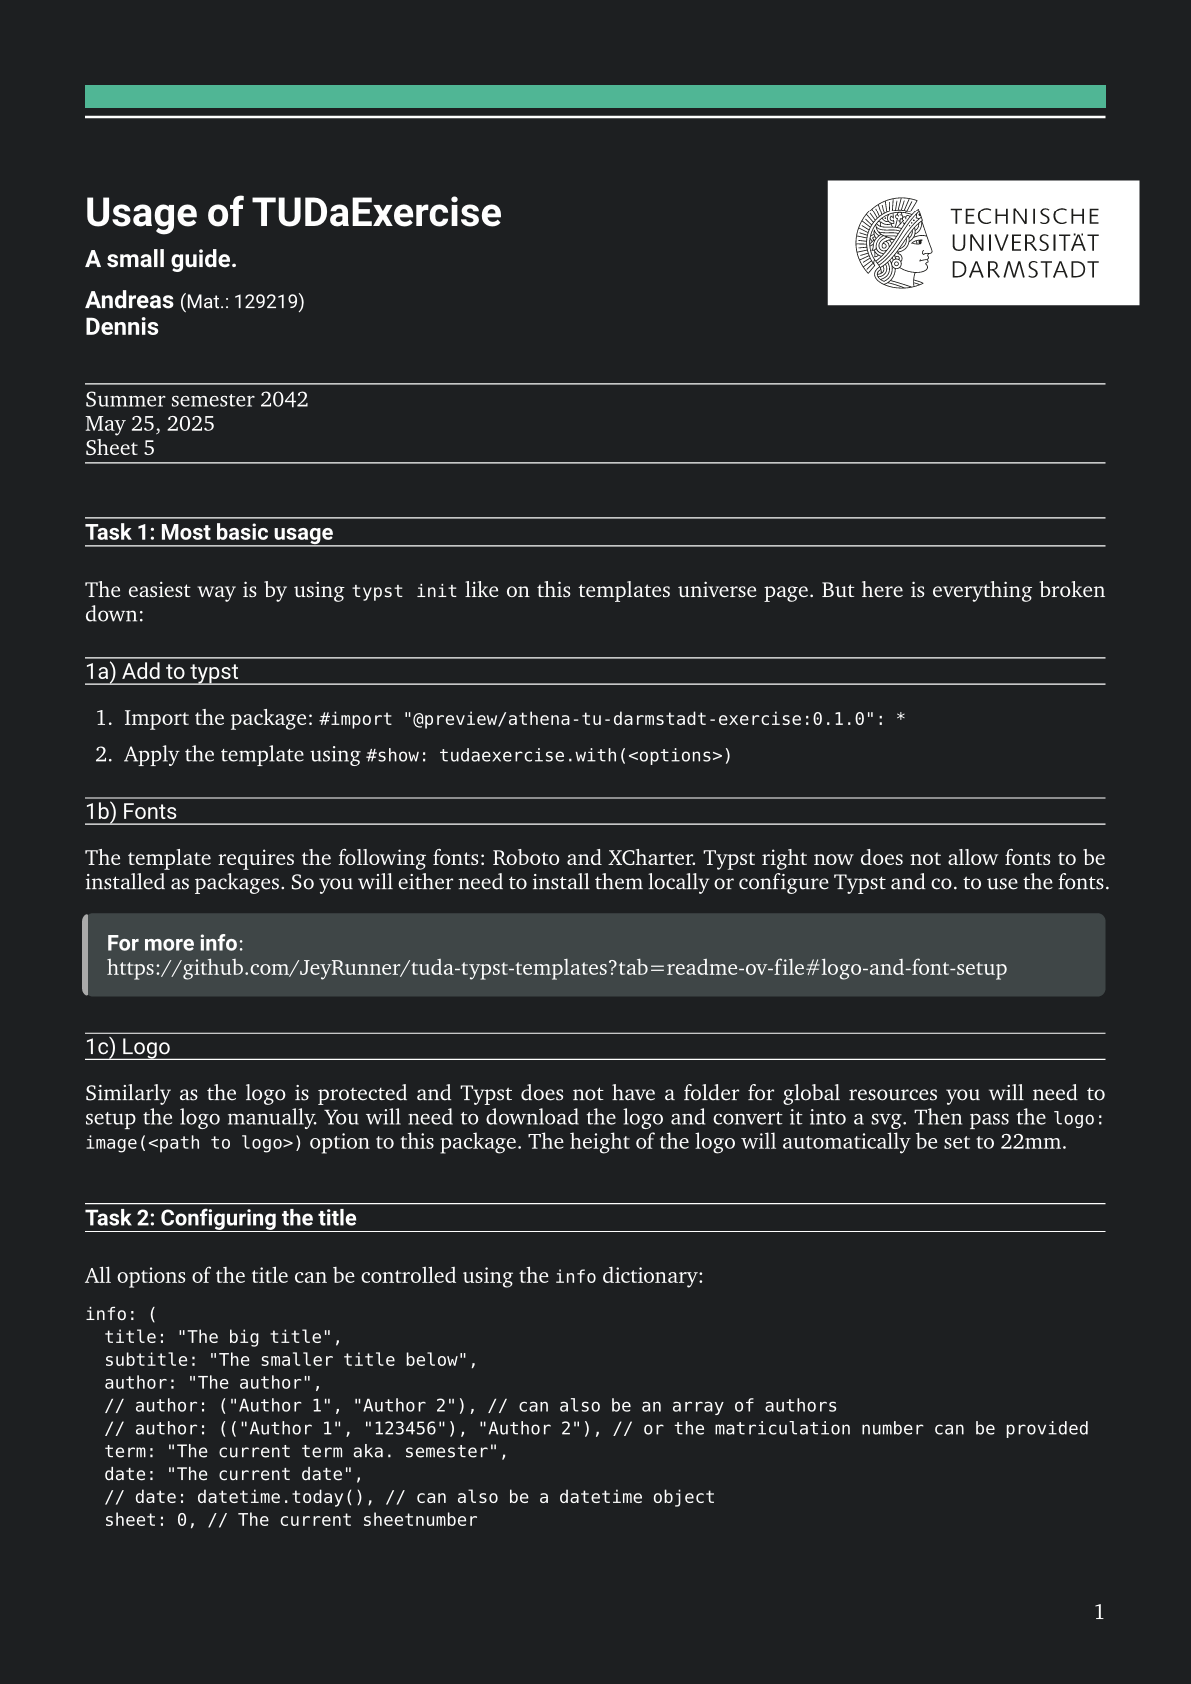 Usage of TUDaExercise
A small guide.
Andreas (Mat.: 129219)
Dennis
TECHNISCHE
UNIVERSITÄT
DARMSTADT
Summer semester 2042
May 25, 2025
Sheet 5
Task 1: Most basic usage
The easiest way is by using typst init like on this templates universe page. But here is everything broken
down:
1a) Add to typst
1. Import the package: #import "@preview/athena-tu-darmstadt-exercise:0.1.0": *
2. Apply the template using #show: tudaexercise.with(<options>)
1b) Fonts
The template requires the following fonts: Roboto and XCharter. Typst right now does not allow fonts to be
installed as packages. So you will either need to install them locally or configure Typst and co. to use the fonts.
For more info:
https://github.com/JeyRunner/tuda-typst-templates?tab=readme-ov-file#logo-and-font-setup
1c) Logo
Similarly as the logo is protected and Typst does not have a folder for global resources you will need to
setup the logo manually. You will need to download the logo and convert it into a svg. Then pass the logo:
image(<path to logo>) option to this package. The height of the logo will automatically be set to 22mm.
Task 2: Configuring the title
All options of the title can be controlled using the info dictionary:
info: (
  title: "The big title",
  subtitle: "The smaller title below",
  author: "The author",
  // author: ("Author 1", "Author 2"), // can also be an array of authors
  // author: (("Author 1", "123456"), "Author 2"), // or the matriculation number can be provided
  term: "The current term aka. semester",
  date: "The current date",
  // date: datetime.today(), // can also be a datetime object
  sheet: 0, // The current sheetnumber
1